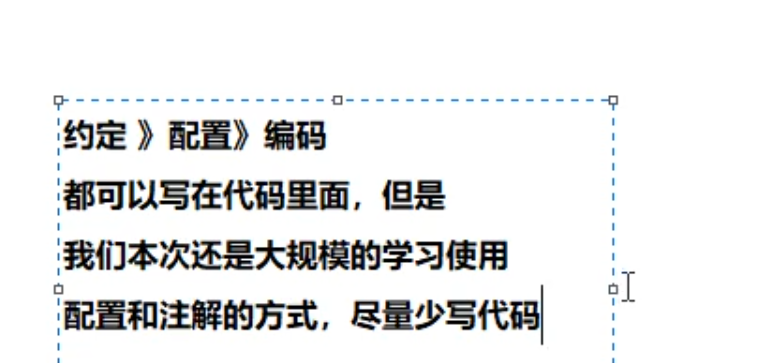 约定 》配置》编码
都可以写在代码里面，但是
我们本次还是大规模的学习使用
配置和注解的方式，尽量少写代码